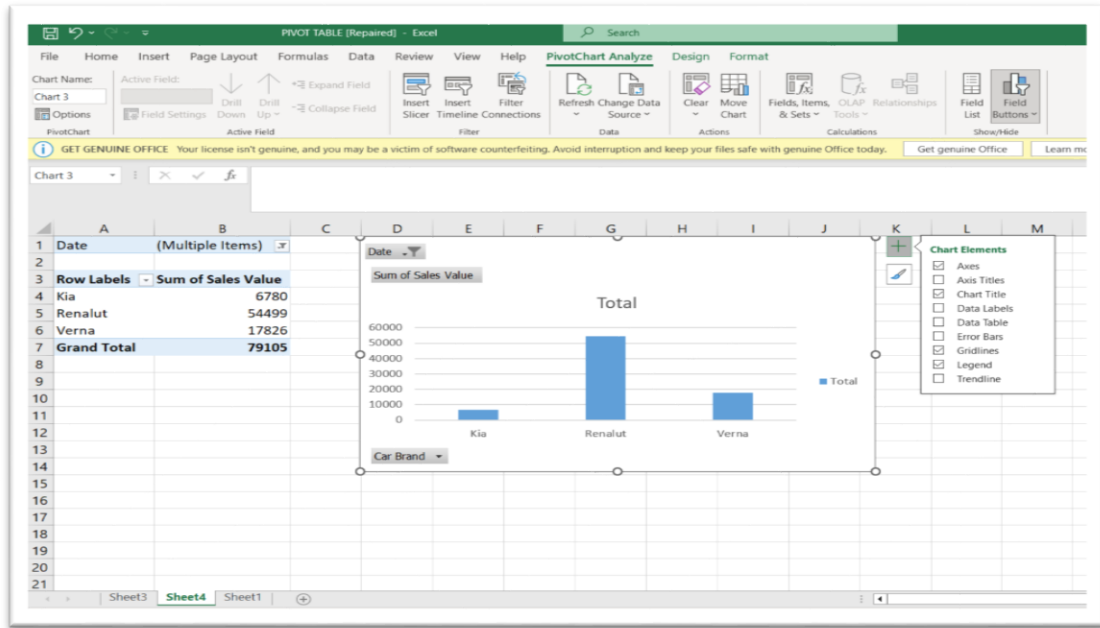 PIVOT TABLE [Repaired] - Excel
Search
File Home Insert Page Layout Formulas Data Review View Help PivotChart Analyze Design Format
Chart Name:
Chart 3
Options
PivotChart
Active Field:
Field Settings
Drill Down
Drill Up
Expand Field
Collapse Field
Active Field
Insert Slicer
Insert Timeline
Filter Connections
Filter
Refresh
Change Data Source
Data
Clear
Move Chart
Actions
Fields, Items, & Sets
OLAP Tools
Relationships
Calculations
Field List
Field Buttons
Show/Hide
GET GENUINE OFFICE Your license isn't genuine, and you may be a victim of software counterfeiting. Avoid interruption and keep your files safe with genuine Office today. Get genuine Office
Chart 3 fx
A B C D E F G H I J K L M
1 Date (Multiple Items)
2
3 Row Labels Sum of Sales Value
4 Kia 6780
5 Renalut 54499
6 Verna 17826
7 Grand Total 79105
8
9
10
11
12
13
14
15
16
17
18
19
20
21
Date
Sum of Sales Value
Total
60000
50000
40000
30000
20000
10000
0
Kia Renalut Verna
Total
Car Brand
Chart Elements
Axes
Axis Titles
Chart Title
Data Labels
Data Table
Error Bars
Gridlines
Legend
Trendline
Sheet3 Sheet4 Sheet1